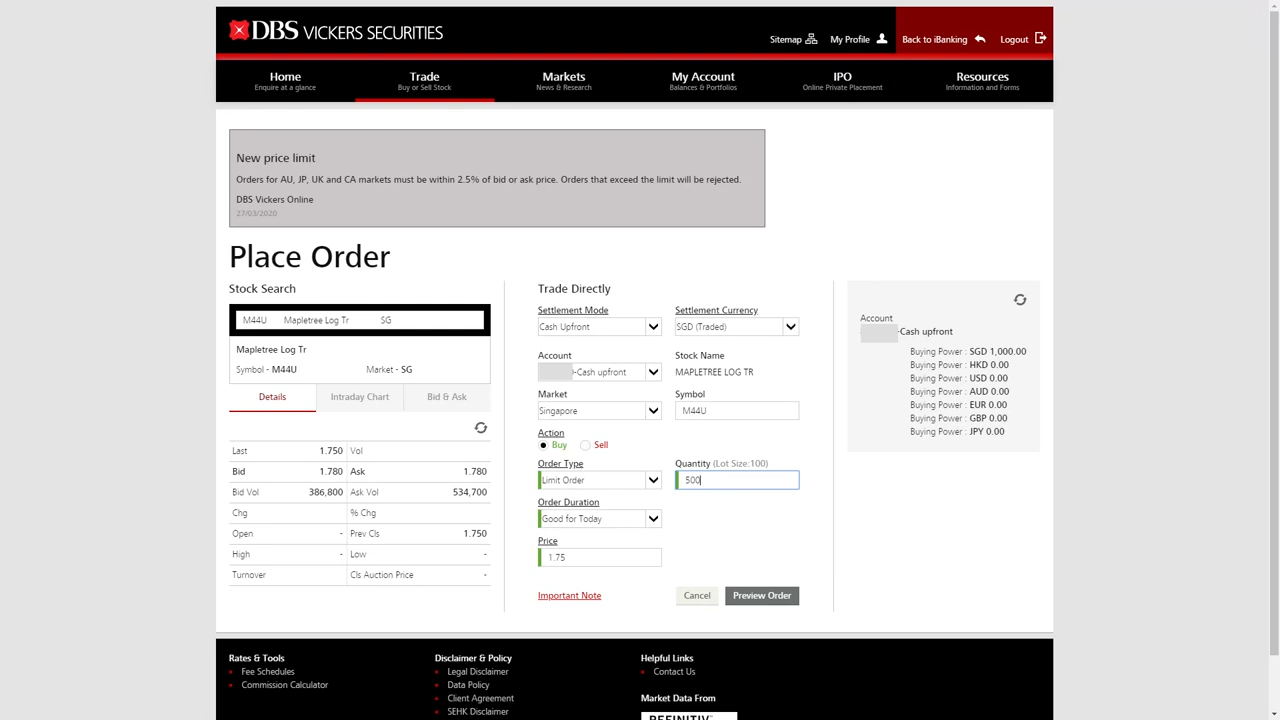 DBS VICKERS SECURITIES
Sitemap My Profile Back to iBanking Logout
Home Trade Markets My Account IPO Resources
Enquire at a glance Buy or Sell Stock News & Research Balances & Portfolios Online Private Placement Information and Forms
New price limit
Orders for AU, JP, UK and CA markets must be within 2.5% of bid or ask price. Orders that exceed the limit will be rejected.
DBS Vickers Online
27/03/2020
Place Order
Stock Search
M44U Mapletree Log Tr SG
Mapletree Log Tr
Symbol - M44U Market - SG
Details Intraday Chart Bid & Ask
Last 1.750 Vol
Bid 1.780 Ask 1.780
Bid Vol 386,800 Ask Vol 534,700
Chg % Chg
Open - Prev Cls 1.750
High - Low -
Turnover Cls Auction Price -
Trade Directly
Settlement Mode Settlement Currency
Cash Upfront SGD (Traded)
Account Stock Name
-Cash upfront MAPLETREE LOG TR
Market Symbol
Singapore M44U
Action
Buy Sell
Order Type Quantity (Lot Size:100)
Limit Order 500
Order Duration
Good for Today
Price
1.75
Important Note Cancel Preview Order
Account
-Cash upfront
Buying Power : SGD 1,000.00
Buying Power : HKD 0.00
Buying Power : USD 0.00
Buying Power : AUD 0.00
Buying Power : EUR 0.00
Buying Power : GBP 0.00
Buying Power : JPY 0.00
Rates & Tools
Fee Schedules
Commission Calculator
Disclaimer & Policy
Legal Disclaimer
Data Policy
Client Agreement
SEHK Disclaimer
Helpful Links
Contact Us
Market Data From
REFINITIV